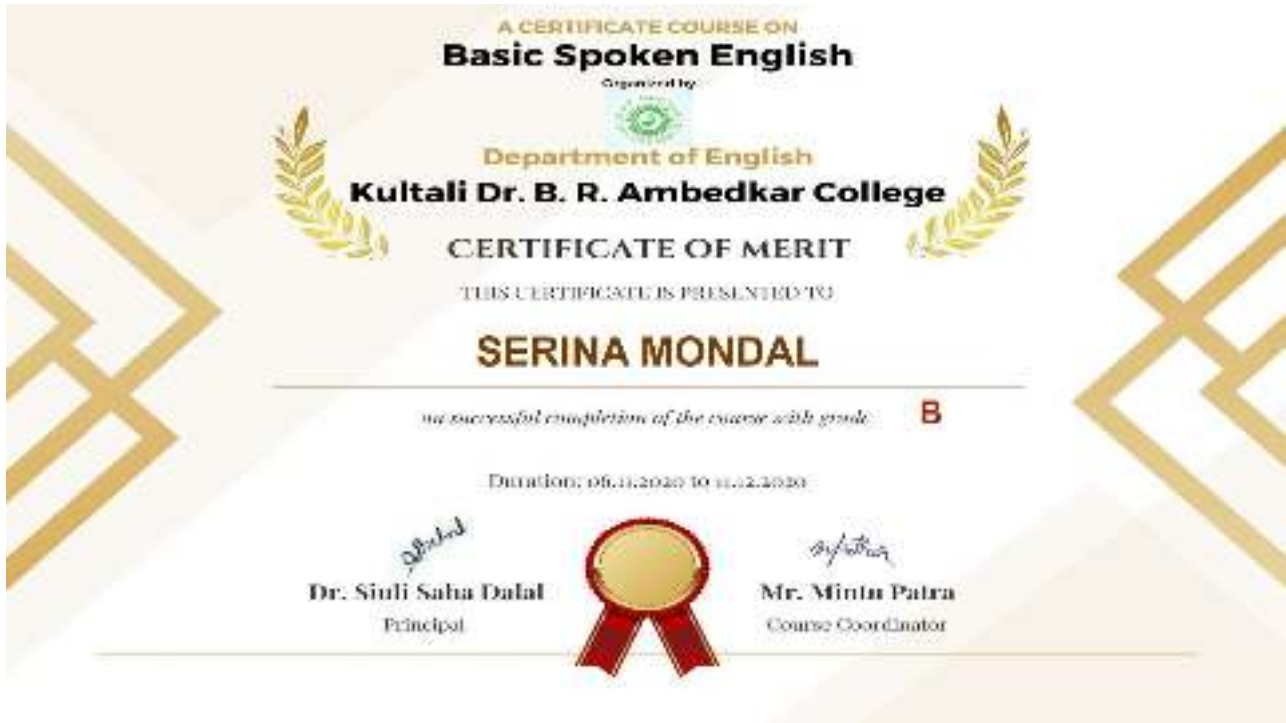 A CERTIFICATE COURSE ON
Basic Spoken English
Organized by
Department of English
Kultali Dr. B. R. Ambedkar College
CERTIFICATE OF MERIT
THIS CERTIFICATE IS PRESENTED TO
SERINA MONDAL
on successful completion of the course with grade B
Duration: 06.11.2020 to 11.12.2020
Dr. Siuli Saha Dalal
Principal
Mr. Mintu Patra
Course Coordinator